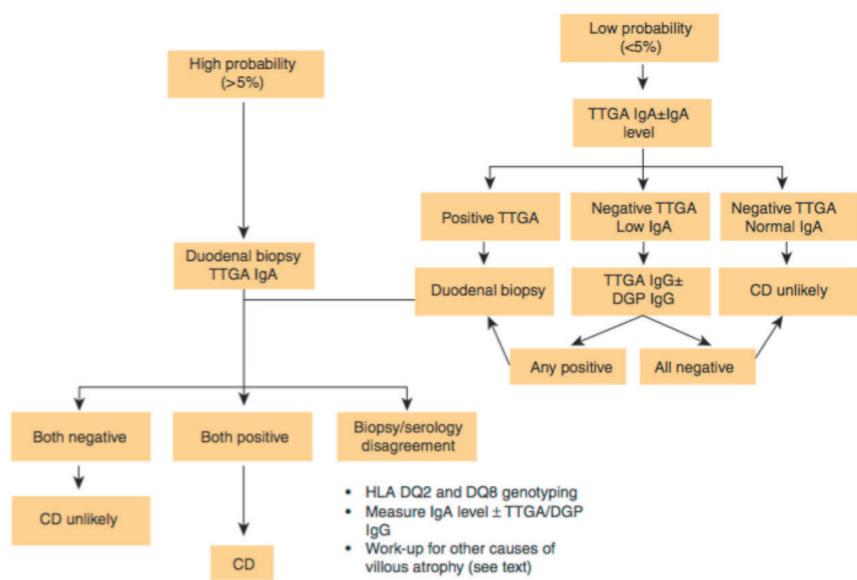 High probability
(>5%)
Low probability
(<5%)
TTGA IgA±IgA
level
Positive TTGA
Negative TTGA
Low IgA
Negative TTGA
Normal IgA
Duodenal biopsy
TTGA IgA
Duodenal biopsy
TTGA IgG±
DGP IgG
CD unlikely
Any positive
All negative
Both negative
Both positive
Biopsy/serology
disagreement
CD unlikely
CD
• HLA DQ2 and DQ8 genotyping
• Measure IgA level ± TTGA/DGP
IgG
• Work-up for other causes of
villous atrophy (see text)